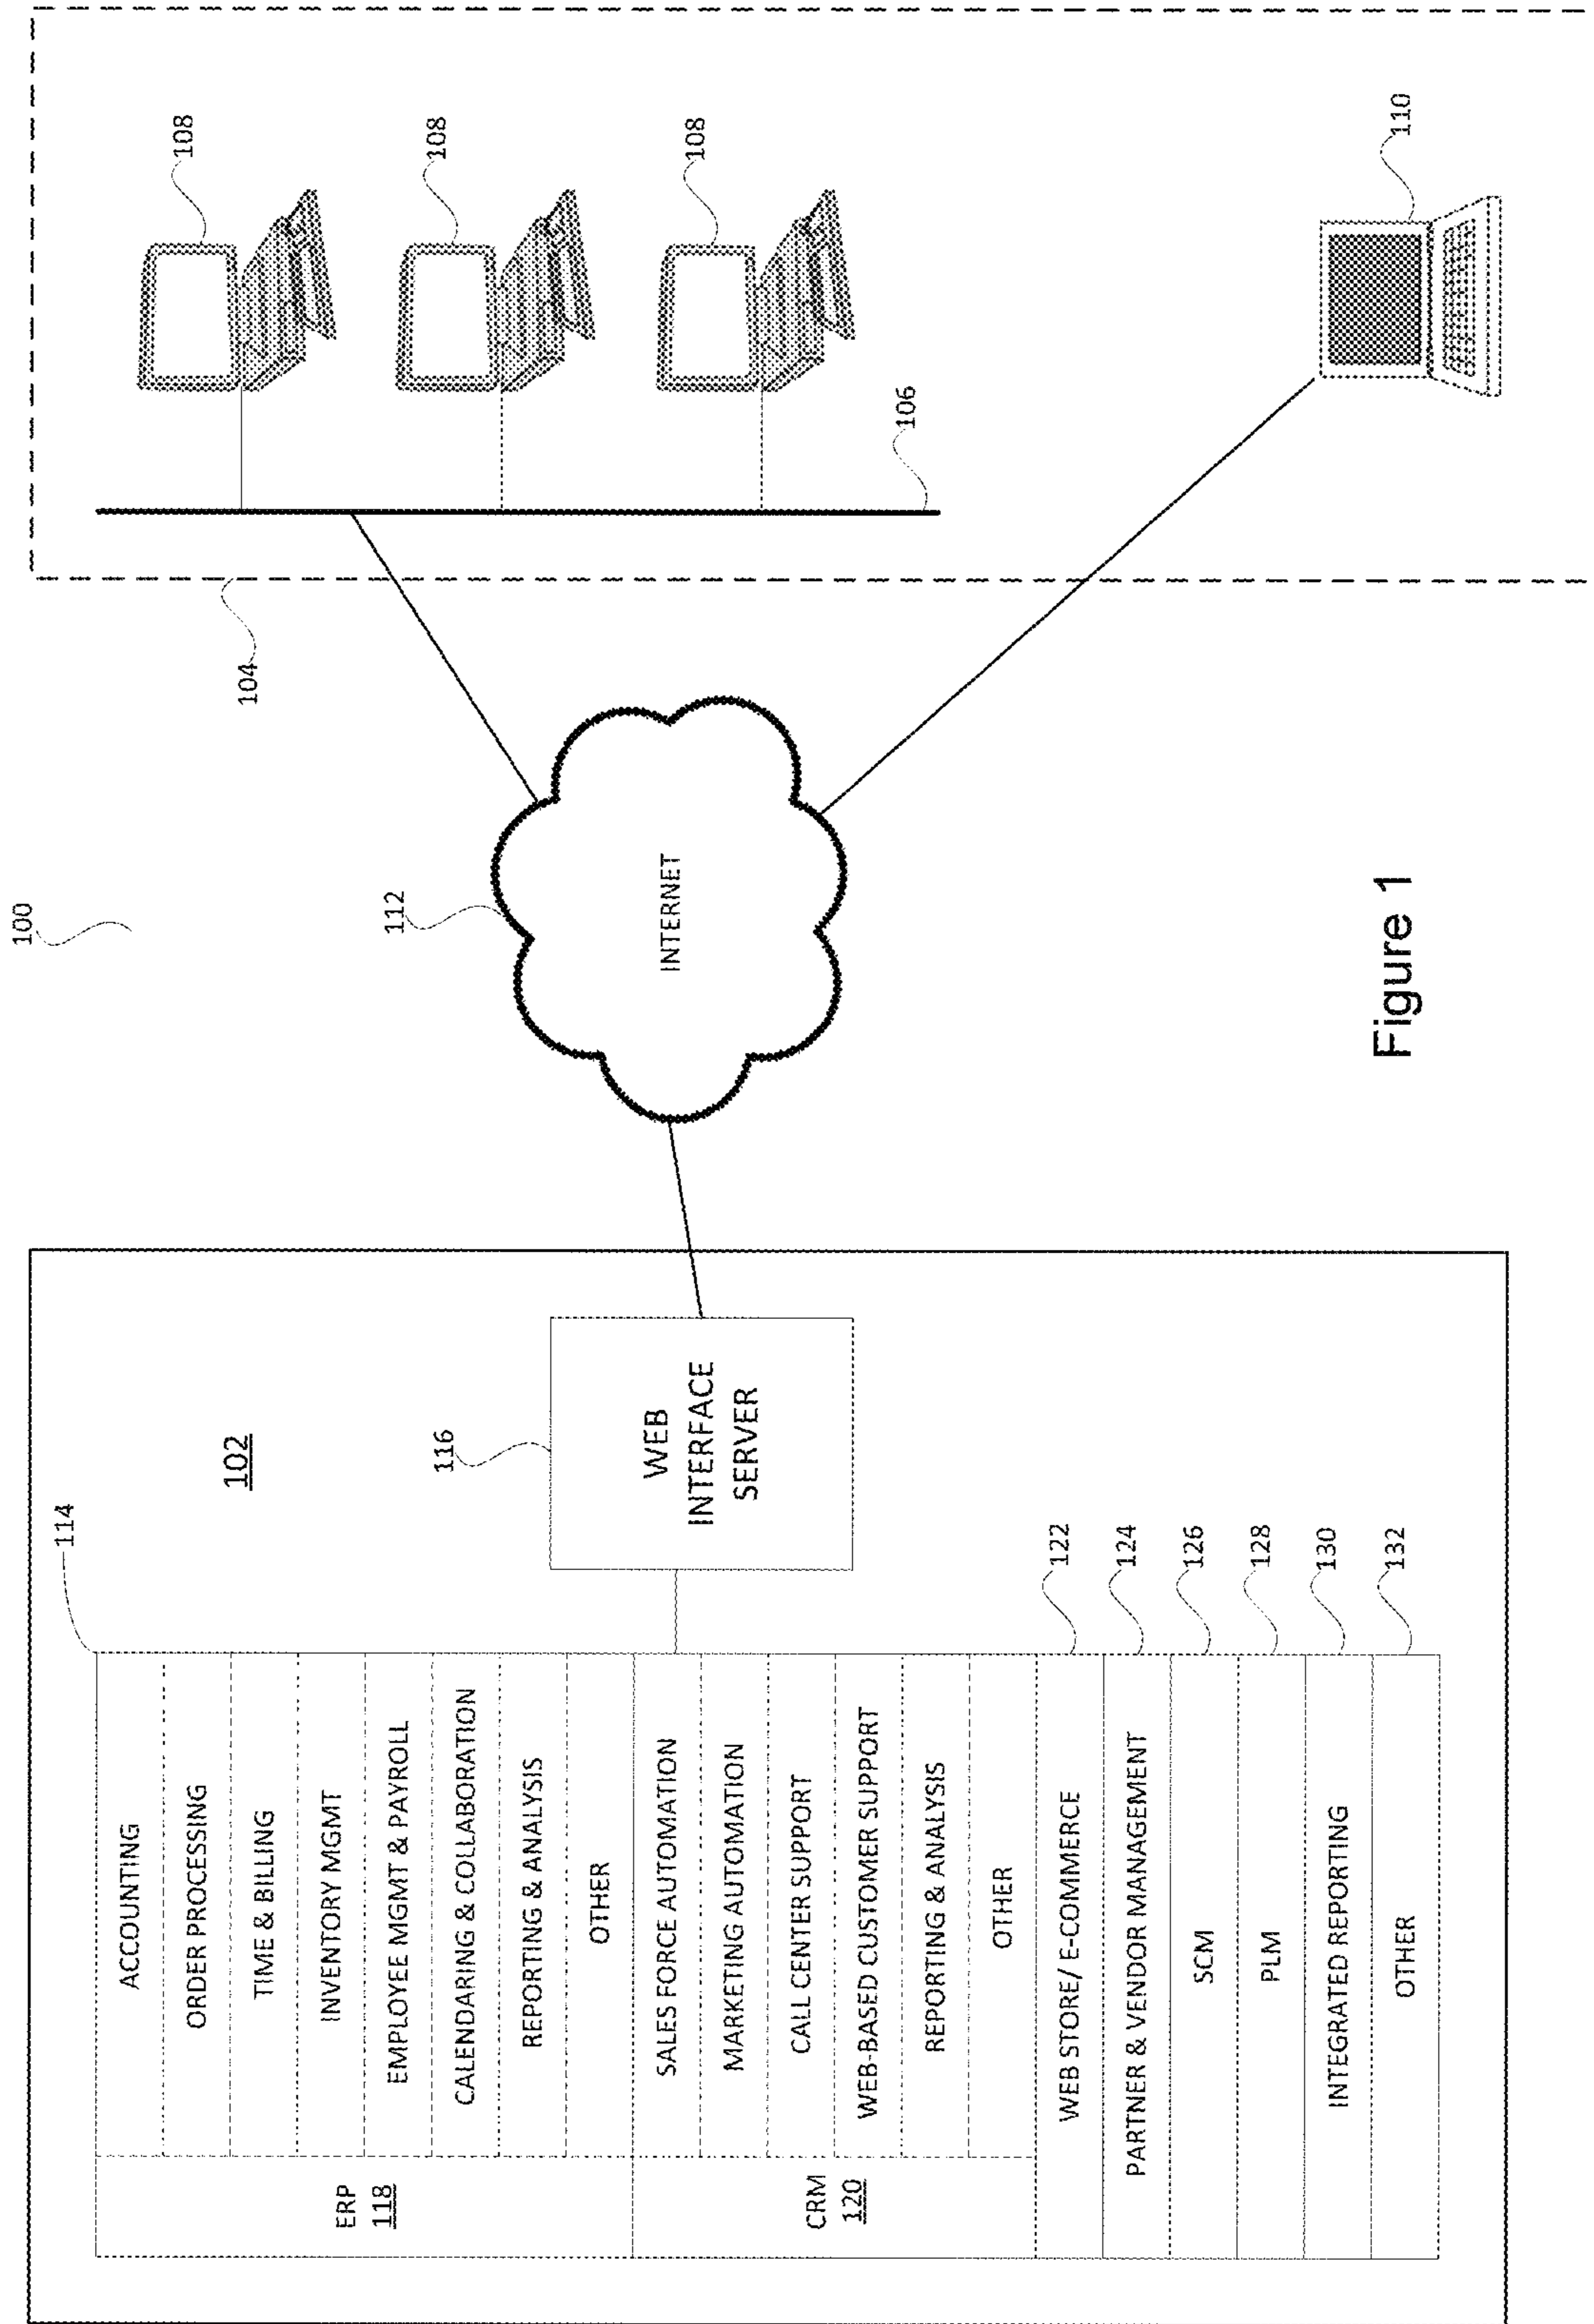 100
102
114
ERP
118
ACCOUNTING
ORDER PROCESSING
TIME & BILLING
INVENTORY MGMT
EMPLOYEE MGMT & PAYROLL
CALENDARING & COLLABORATION
REPORTING & ANALYSIS
OTHER
CRM
120
SALES FORCE AUTOMATION
MARKETING AUTOMATION
CALL CENTER SUPPORT
WEB-BASED CUSTOMER SUPPORT
REPORTING & ANALYSIS
OTHER
WEB STORE/ E-COMMERCE
122
PARTNER & VENDOR MANAGEMENT
124
SCM
126
PLM
128
INTEGRATED REPORTING
130
OTHER
132
116
WEB
INTERFACE
SERVER
112
INTERNET
104
108
108
108
106
110
Figure 1